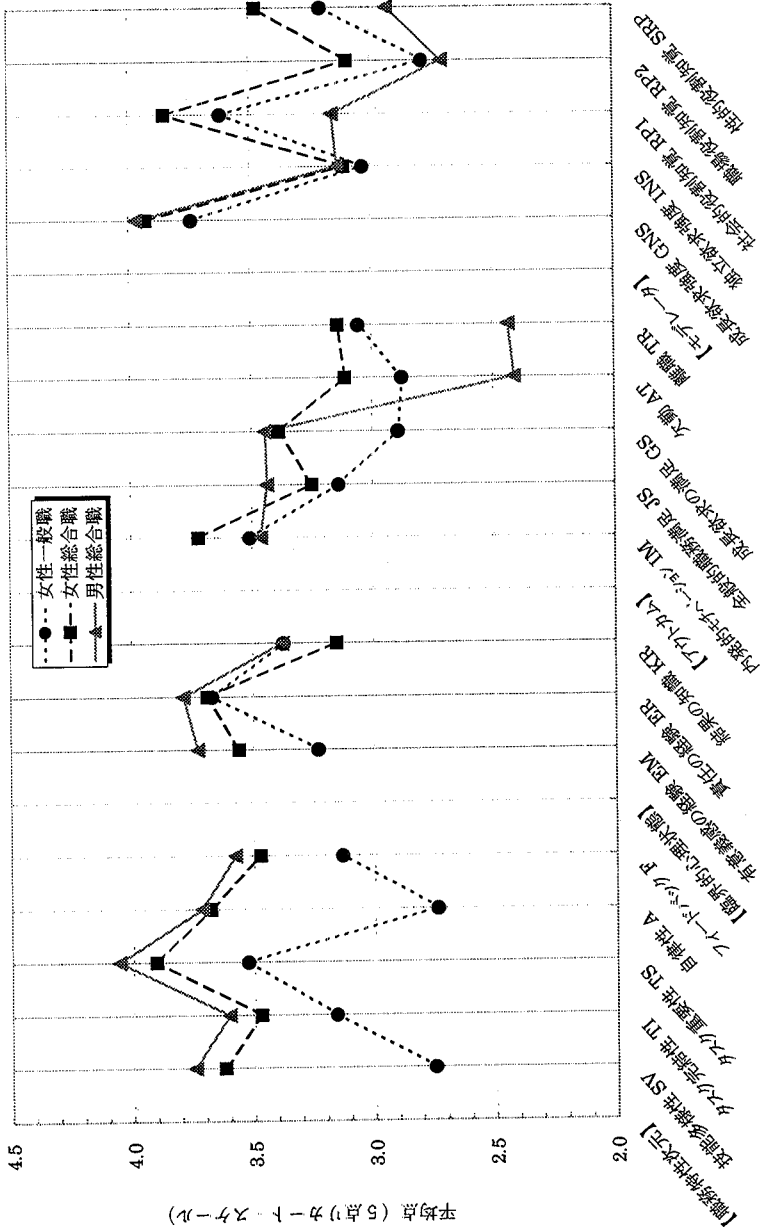 4.5
4.0
3.5
3.0
2.5
2.0
平均点 (5点リカート スケール)
女性一般職
女性総合職
男性総合職
【職務特性次元】
技能多様性 SV
タスク完結性 TI
タスク重要性 TS
自律性 A
フィードバック F
【臨界的心理状態】
有意義感の経験 EM
責任の経験 ER
結果の知識 KR
【アウトカム】
内発的モチベーション IM
全般的職務満足 JS
成長欲求の満足 GS
欠勤 AT
離職 TR
【モデレータ】
成長欲求強度 GNS
独立欲求強度 INS
社会的役割知覚 RP1
職場役割知覚 RP2
性的役割知覚 SRP